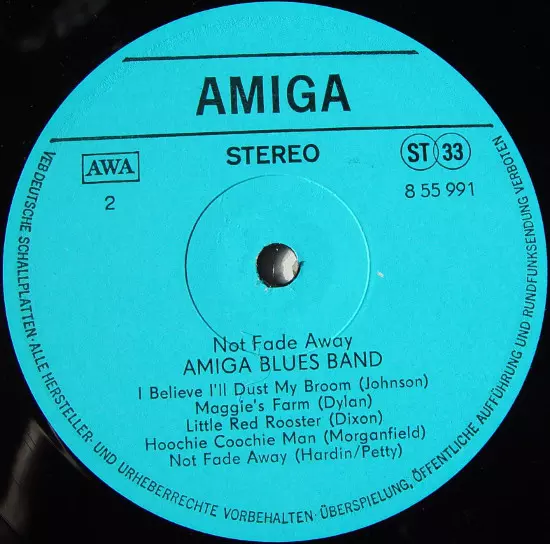 AMIGA
STEREO
ST 33
AWA
2
8 55 991
Not Fade Away
AMIGA BLUES BAND
I Believe I'll Dust My Broom (Johnson)
Maggie's Farm (Dylan)
Little Red Rooster (Dixon)
Hoochie Coochie Man (Morganfield)
Not Fade Away (Hardin/Petty)
VEB DEUTSCHE SCHALLPLATTEN · ALLE HERSTELLER- UND URHEBERRECHTE VORBEHALTEN · ÜBERSPIELUNG, ÖFFENTLICHE AUFFÜHRUNG UND RUNDFUNKSENDUNG VERBOTEN